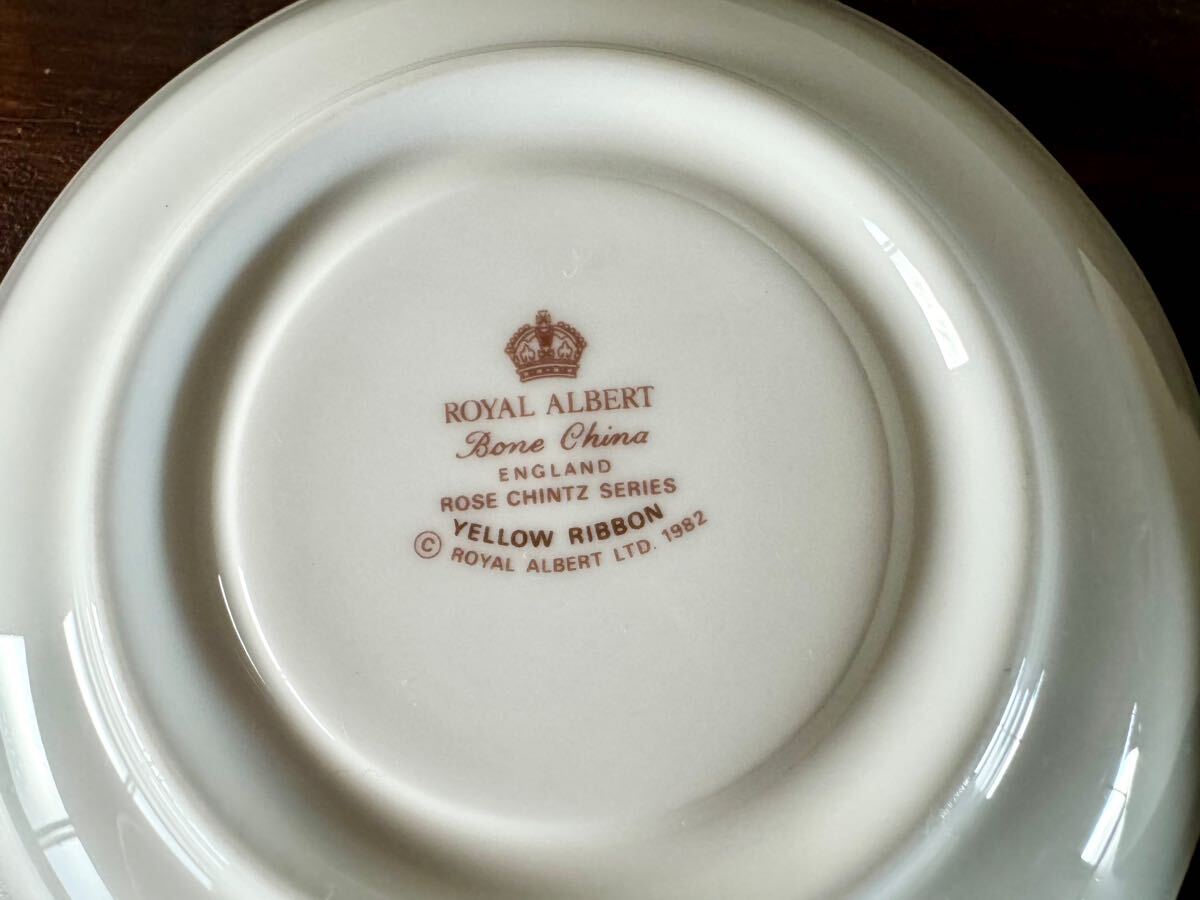 ROYAL ALBERT
Bone China
ENGLAND
ROSE CHINTZ SERIES
YELLOW RIBBON
© ROYAL ALBERT LTD. 1982